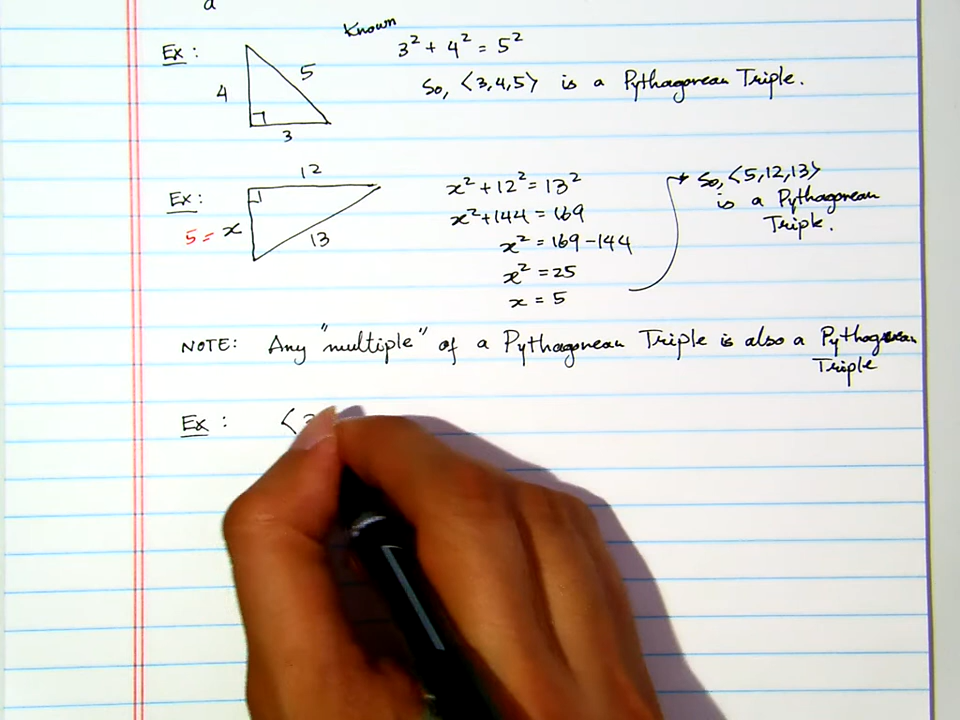 a
Ex:
4
5
3
Known
3² + 4² = 5²
So, ⟨3,4,5⟩ is a Pythagorean Triple.
Ex:
12
5 = x
13
x² + 12² = 13²
x² + 144 = 169
x² = 169 - 144
x² = 25
x = 5
So, ⟨5,12,13⟩
is a Pythagorean
Triple.
NOTE: Any "multiple" of a Pythagorean Triple is also a Pythagorean
Triple
Ex: ⟨3